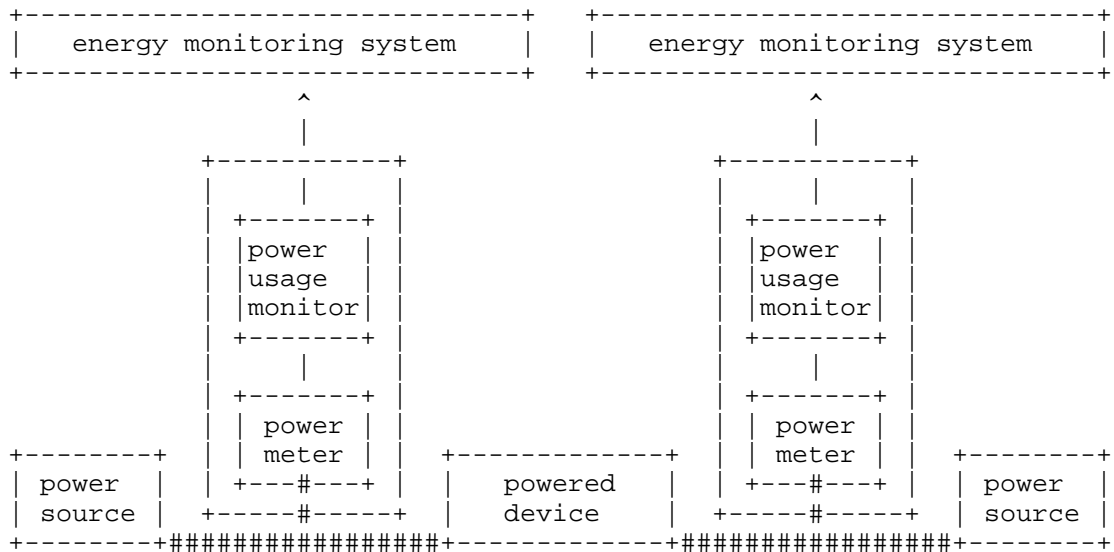 energy monitoring system
energy monitoring system
power
usage
monitor
power
usage
monitor
power
meter
power
meter
power
source
powered
device
power
source